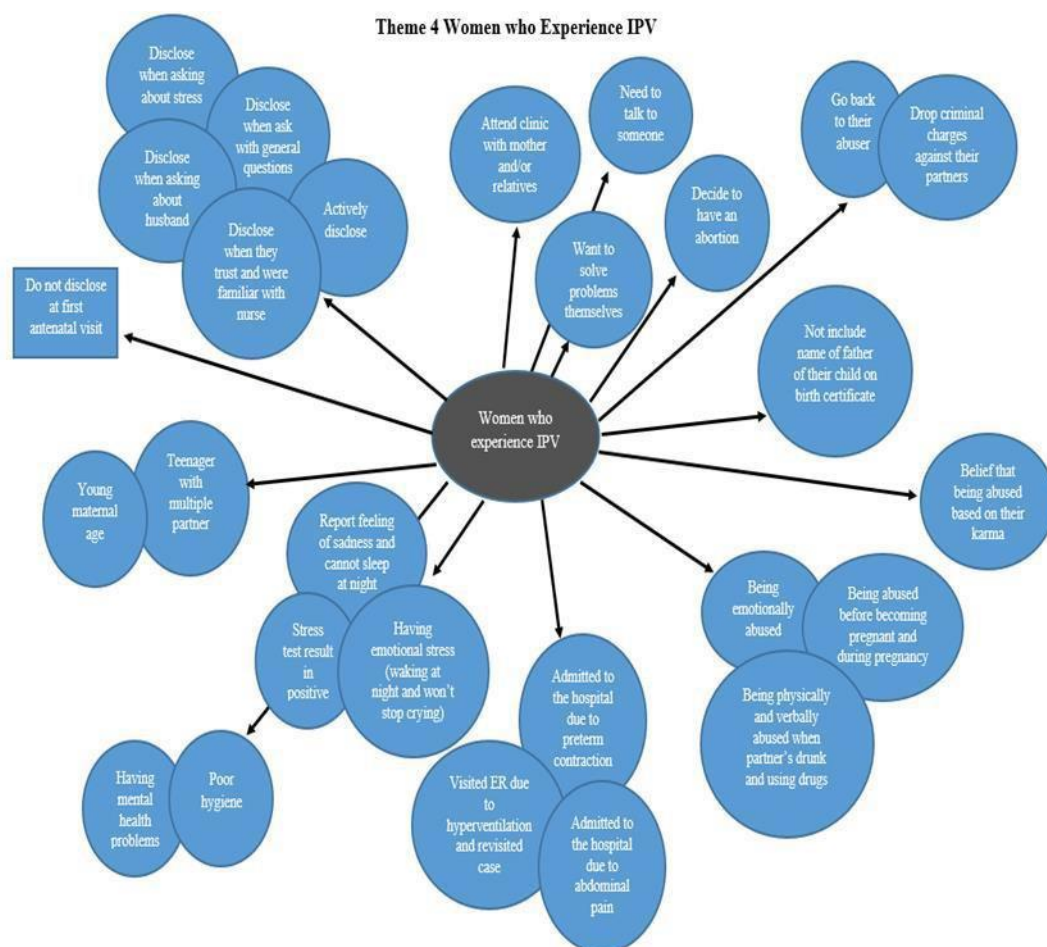 Theme 4 Women who Experience IPV
Disclose
when asking
about stress
Disclose
when ask
with general
questions
Disclose
when asking
about
husband
Actively
disclose
Disclose
when they
trust and were
familiar with
nurse
Do not disclose
at first
antenatal visit
Attend clinic
with mother
and/or
relatives
Need to
talk to
someone
Want to
solve
problems
themselves
Decide to
have an
abortion
Go back
to their
abuser
Drop criminal
charges
against their
partners
Not include
name of father
of their child on
birth certificate
Women who
experience IPV
Belief that
being abused
based on their
karma
Young
maternal
age
Teenager
with
multiple
partner
Report feeling
of sadness and
cannot sleep
at night
Stress
test result
in
positive
Having
emotional stress
(waking at
night and won't
stop crying)
Having
mental
health
problems
Poor
hygiene
Admitted to
the hospital
due to
preterm
contraction
Visited ER due
to
hyperventilation
and revisited
case
Admitted to
the hospital
due to
abdominal
pain
Being
emotionally
abused
Being abused
before becoming
pregnant and
during pregnancy
Being physically
and verbally
abused when
partner's drunk
and using drugs